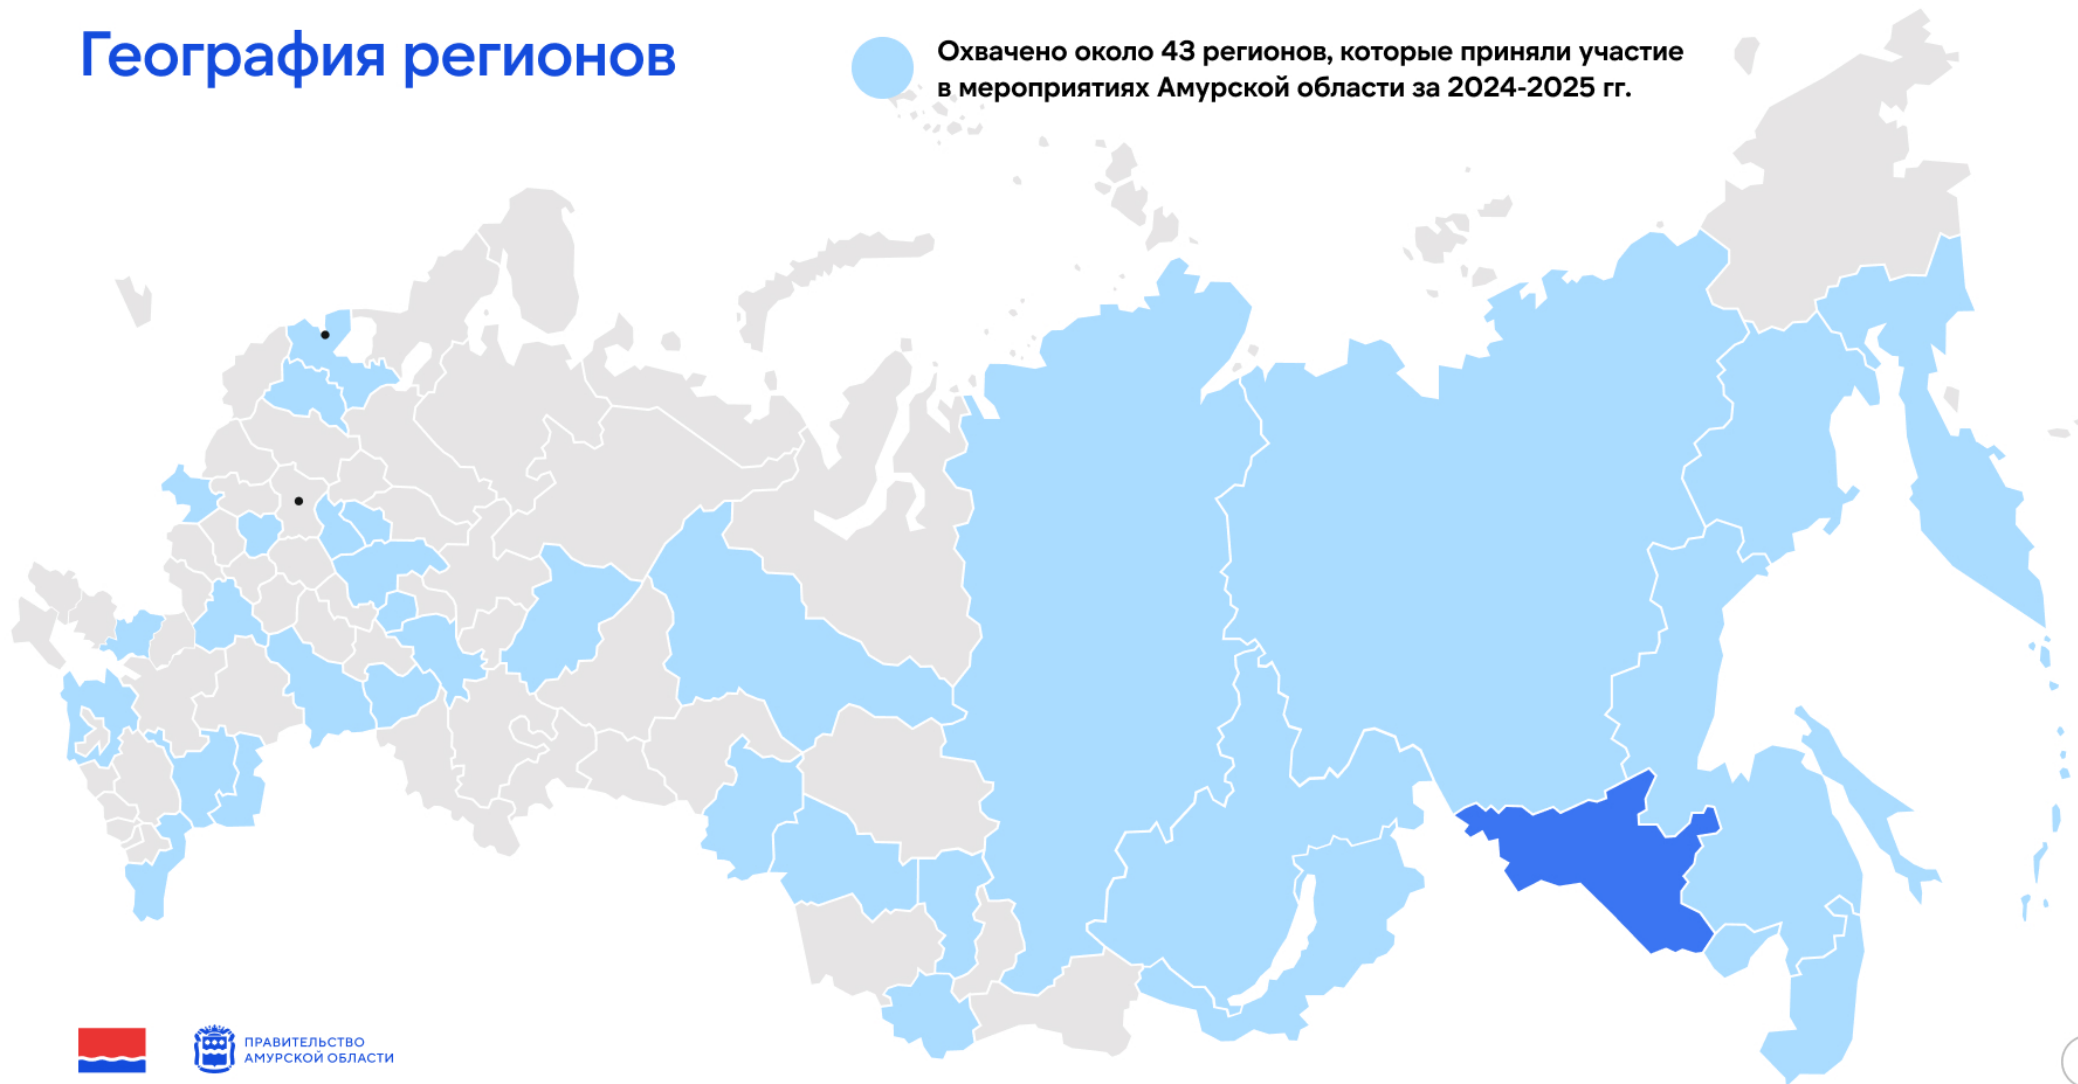 География регионов
Охвачено около 43 регионов, которые приняли участие
в мероприятиях Амурской области за 2024-2025 гг.
ПРАВИТЕЛЬСТВО
АМУРСКОЙ ОБЛАСТИ